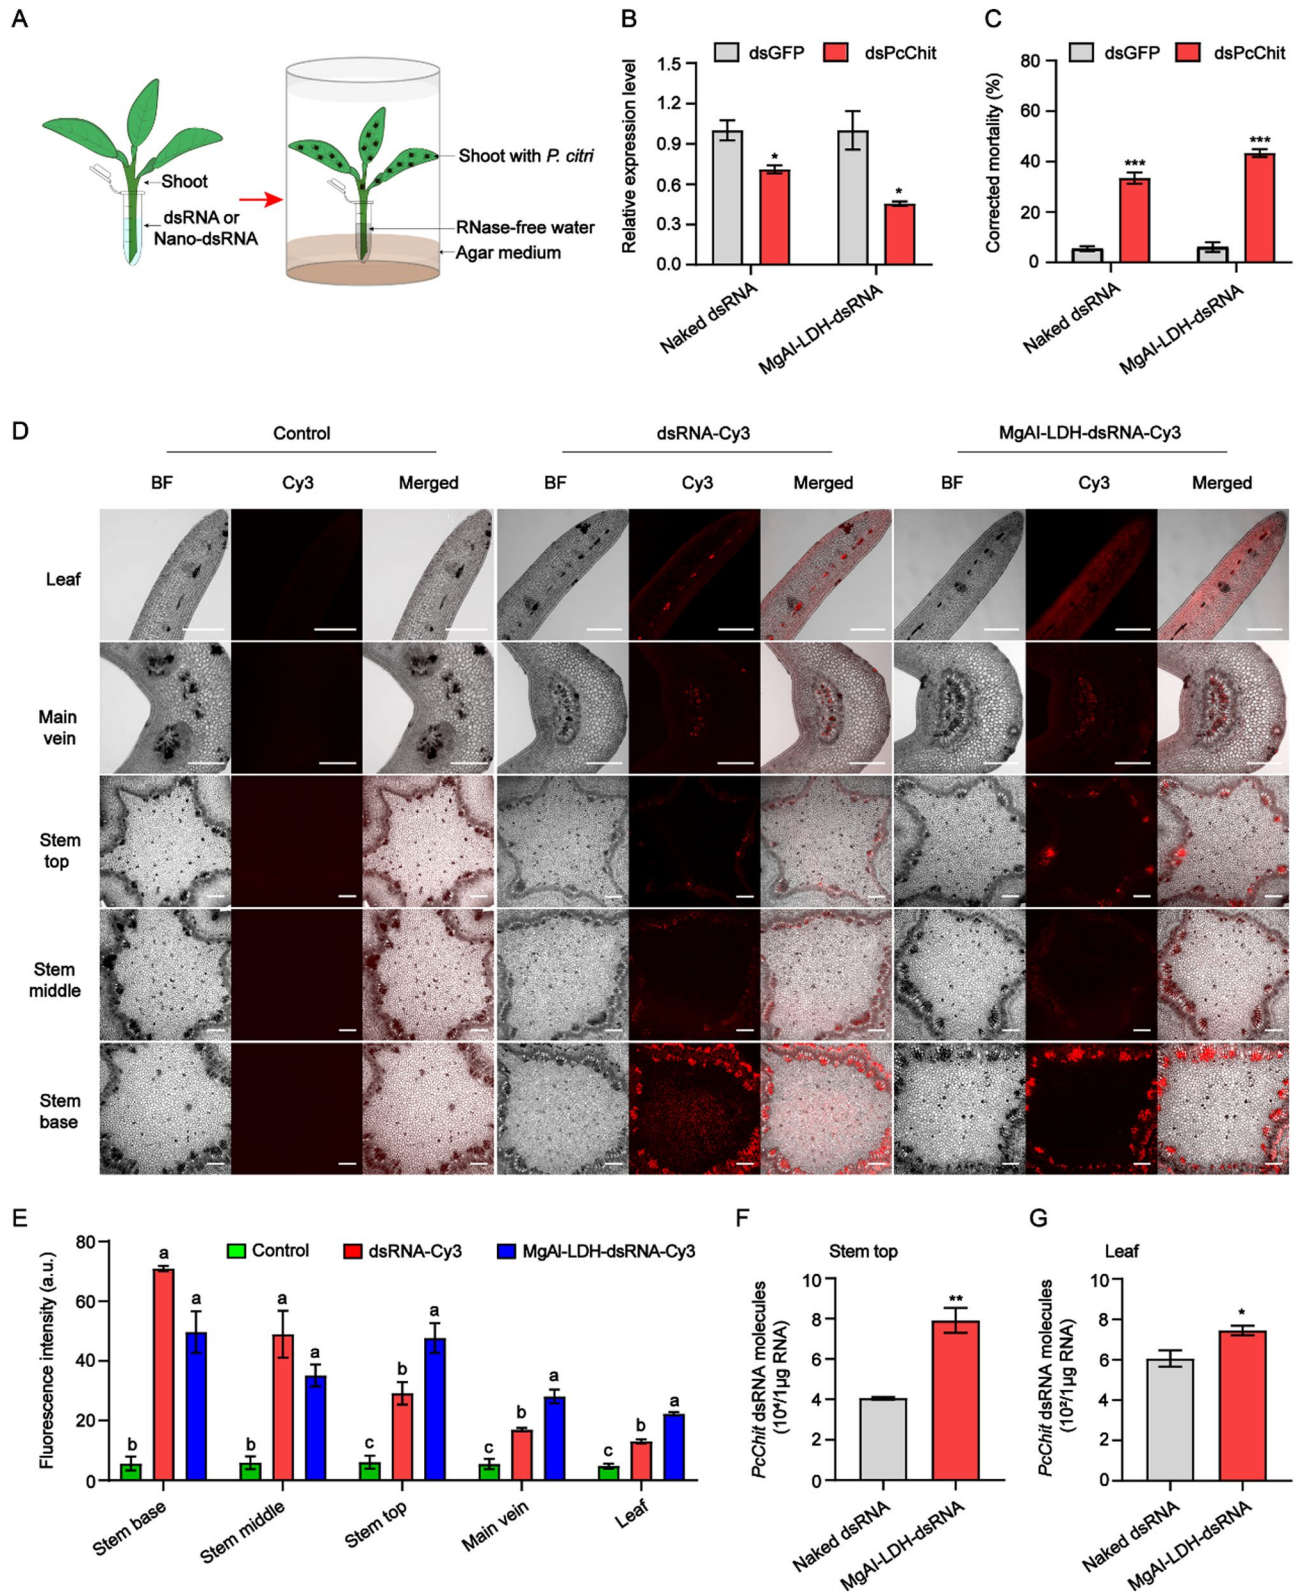 A
Shoot
dsRNA or
Nano-dsRNA
Shoot with P. citri
RNase-free water
Agar medium
B
dsGFP
dsPcChit
Relative expression level
1.5
1.2
0.9
0.6
0.3
0.0
*
*
Naked dsRNA
MgAl-LDH-dsRNA
C
dsGFP
dsPcChit
Corrected mortality (%)
80
60
40
20
0
***
***
Naked dsRNA
MgAl-LDH-dsRNA
D
Control
dsRNA-Cy3
MgAl-LDH-dsRNA-Cy3
BF
Cy3
Merged
BF
Cy3
Merged
BF
Cy3
Merged
Leaf
Main
vein
Stem
top
Stem
middle
Stem
base
E
Control
dsRNA-Cy3
MgAl-LDH-dsRNA-Cy3
Fluorescence intensity (a.u.)
80
60
40
20
0
b
a
a
b
a
a
c
b
a
c
b
a
c
b
a
Stem base
Stem middle
Stem top
Main vein
Leaf
F
Stem top
PcChit dsRNA molecules
(10⁴/1μg RNA)
10
8
6
4
2
0
**
Naked dsRNA
MgAl-LDH-dsRNA
G
Leaf
PcChit dsRNA molecules
(10²/1μg RNA)
10
8
6
4
2
0
*
Naked dsRNA
MgAl-LDH-dsRNA